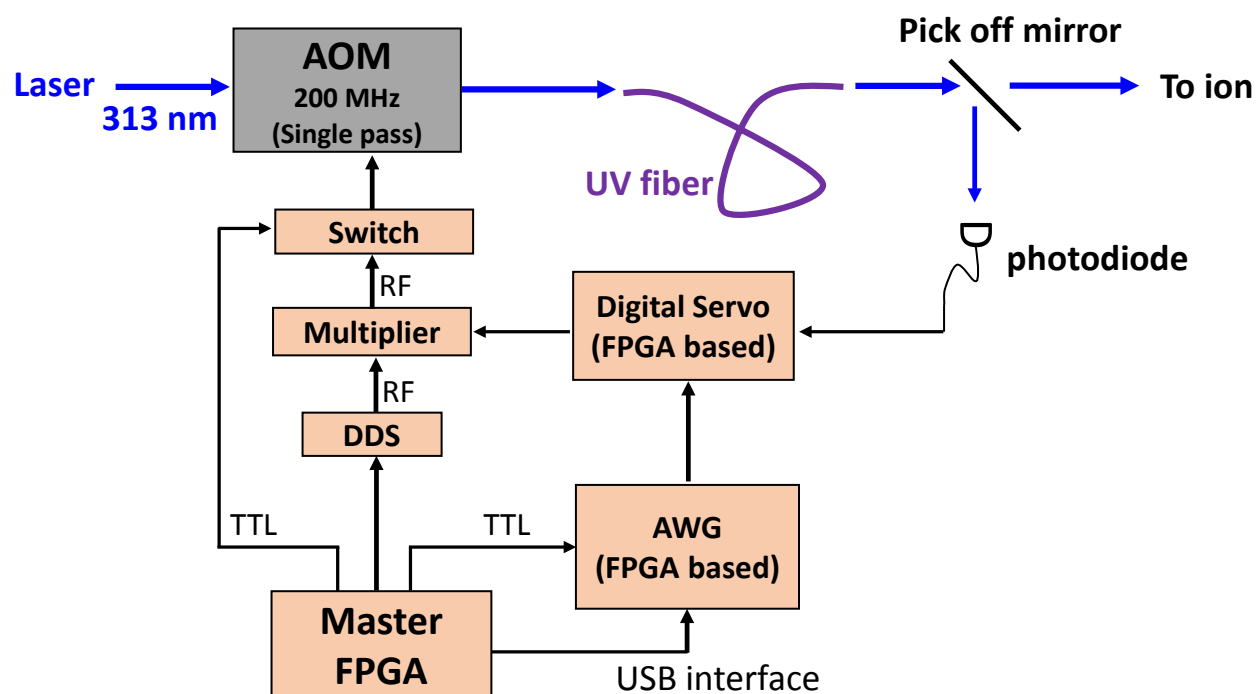 Pick off mirror
Laser
313 nm
AOM
200 MHz
(Single pass)
To ion
UV fiber
Switch
photodiode
RF
Multiplier
Digital Servo
(FPGA based)
RF
DDS
TTL
TTL
AWG
(FPGA based)
Master
FPGA
USB interface